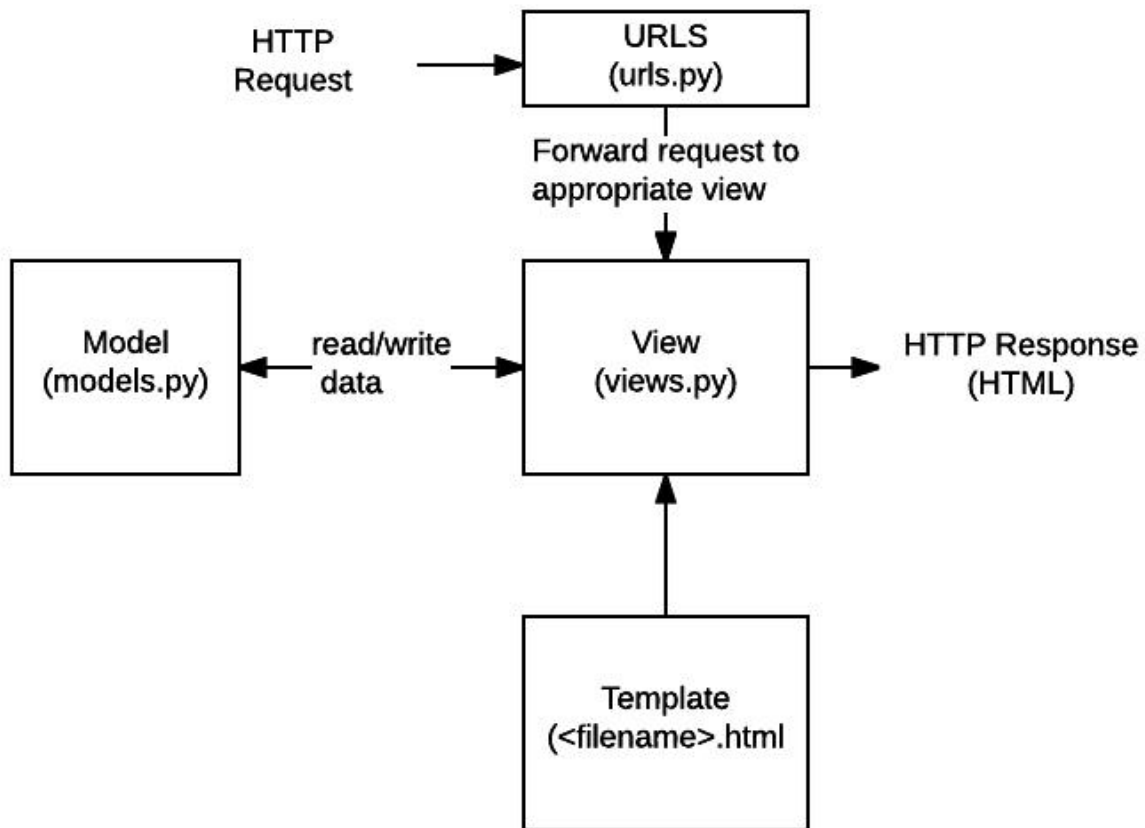 HTTP
Request
URLS
(urls.py)
Forward request to
appropriate view
Model
(models.py)
read/write
data
View
(views.py)
HTTP Response
(HTML)
Template
(<filename>.html